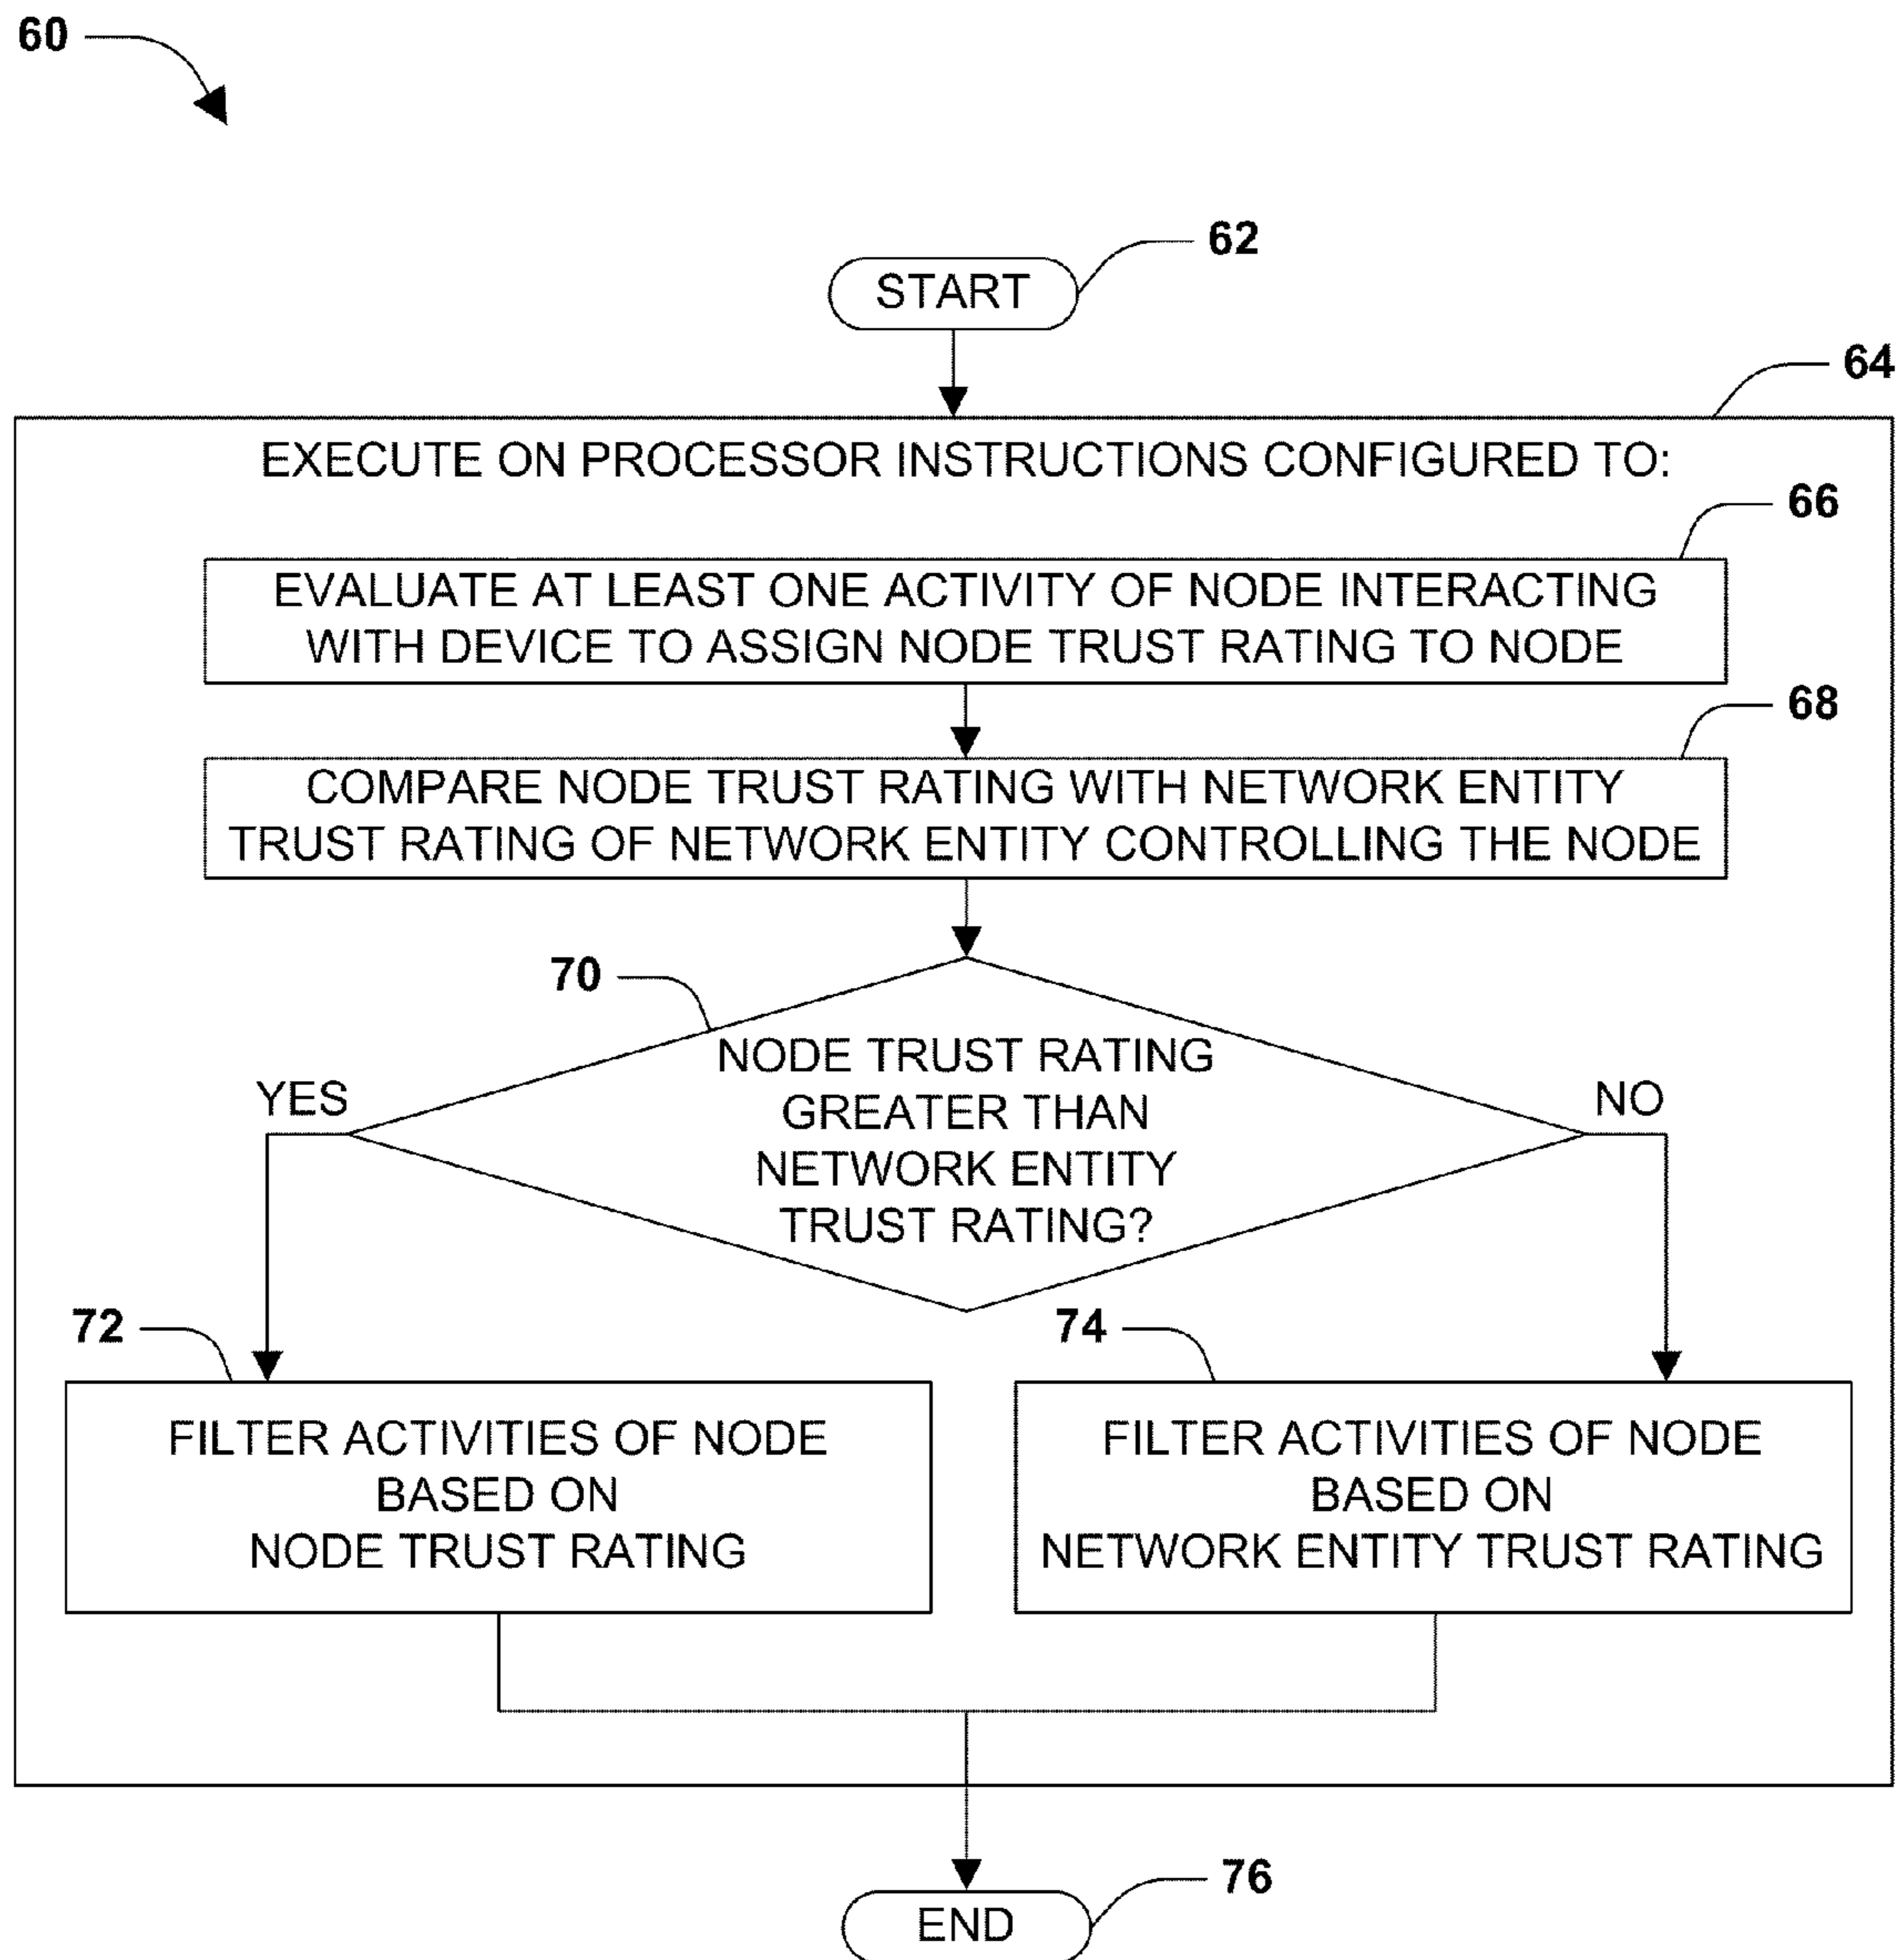 60
62
START
64
EXECUTE ON PROCESSOR INSTRUCTIONS CONFIGURED TO:
66
EVALUATE AT LEAST ONE ACTIVITY OF NODE INTERACTING
WITH DEVICE TO ASSIGN NODE TRUST RATING TO NODE
68
COMPARE NODE TRUST RATING WITH NETWORK ENTITY
TRUST RATING OF NETWORK ENTITY CONTROLLING THE NODE
70
NODE TRUST RATING
GREATER THAN
NETWORK ENTITY
TRUST RATING?
YES
NO
72
FILTER ACTIVITIES OF NODE
BASED ON
NODE TRUST RATING
74
FILTER ACTIVITIES OF NODE
BASED ON
NETWORK ENTITY TRUST RATING
76
END